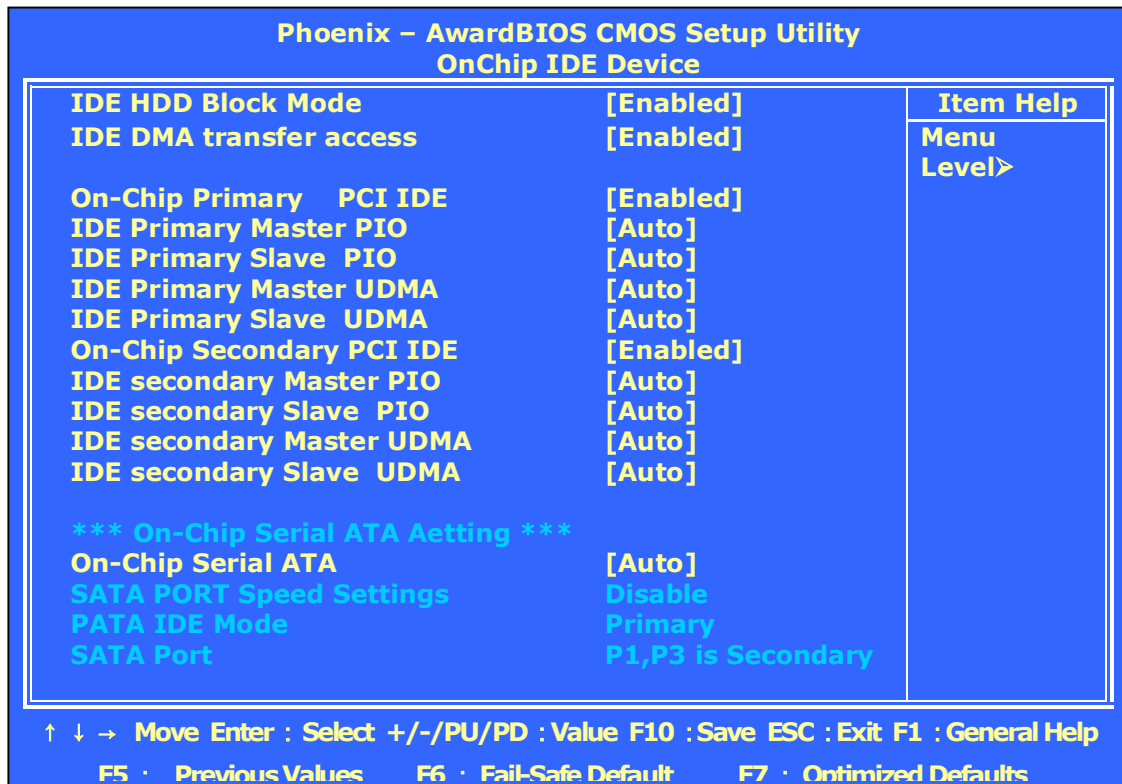 Phoenix – AwardBIOS CMOS Setup Utility
OnChip IDE Device
IDE HDD Block Mode [Enabled] Item Help
IDE DMA transfer access [Enabled] Menu
Level➢
On-Chip Primary PCI IDE [Enabled]
IDE Primary Master PIO [Auto]
IDE Primary Slave PIO [Auto]
IDE Primary Master UDMA [Auto]
IDE Primary Slave UDMA [Auto]
On-Chip Secondary PCI IDE [Enabled]
IDE secondary Master PIO [Auto]
IDE secondary Slave PIO [Auto]
IDE secondary Master UDMA [Auto]
IDE secondary Slave UDMA [Auto]
*** On-Chip Serial ATA Aetting ***
On-Chip Serial ATA [Auto]
SATA PORT Speed Settings Disable
PATA IDE Mode Primary
SATA Port P1,P3 is Secondary
↑ ↓ → Move Enter : Select +/-/PU/PD : Value F10 : Save ESC : Exit F1 : General Help
F5 : Previous Values F6 : Fail-Safe Default F7 : Optimized Defaults